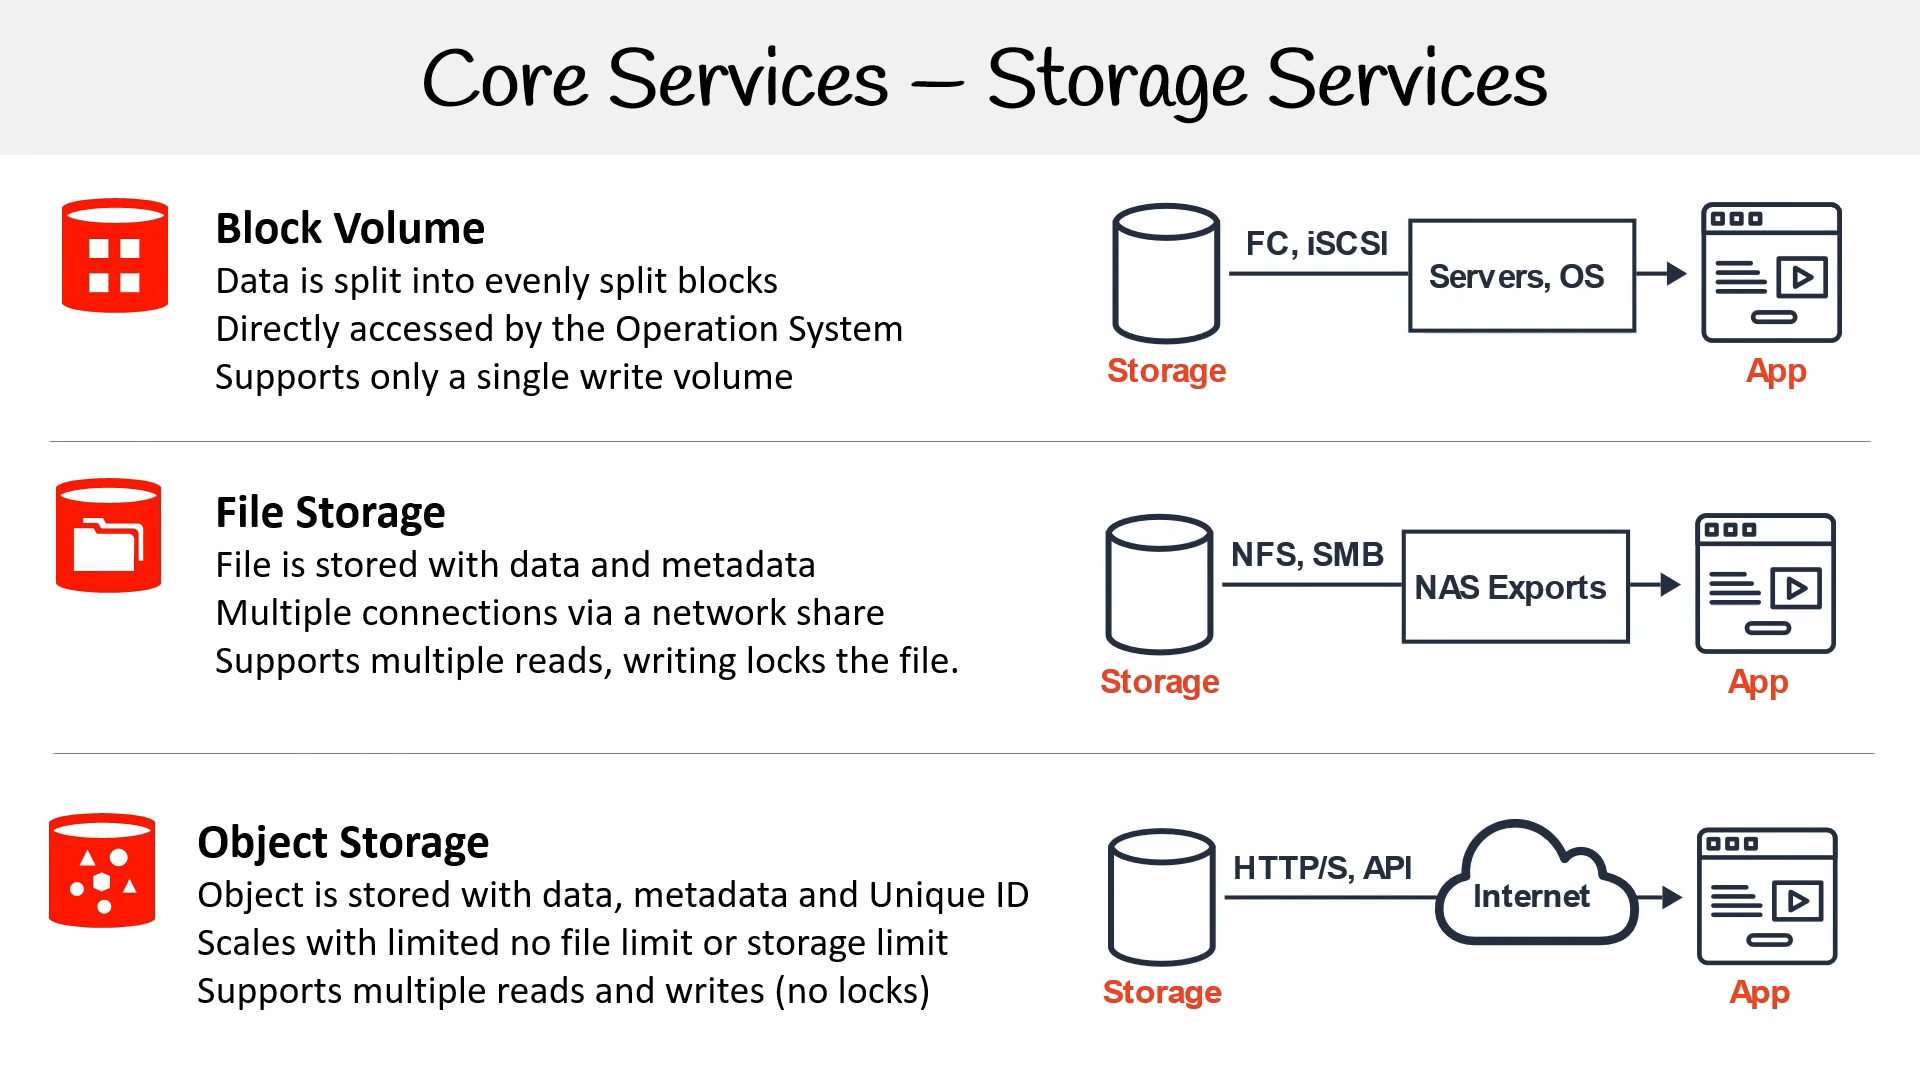 Core Services – Storage Services
Block Volume
Data is split into evenly split blocks
Directly accessed by the Operation System
Supports only a single write volume
FC, iSCSI
Servers, OS
Storage
App
File Storage
File is stored with data and metadata
Multiple connections via a network share
Supports multiple reads, writing locks the file.
NFS, SMB
NAS Exports
Storage
App
Object Storage
Object is stored with data, metadata and Unique ID
Scales with limited no file limit or storage limit
Supports multiple reads and writes (no locks)
HTTP/S, API
Internet
Storage
App